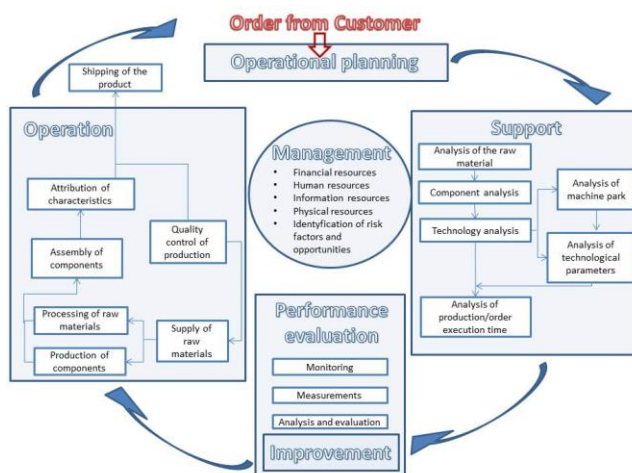 Order from Customer
Operational planning
Shipping of the
product
Operation
Attribution of
characteristics
Assembly of
components
Quality
control of
production
Processing of raw
materials
Production of
components
Supply of
raw
materials
Management
• Financial resources
• Human resources
• Information resources
• Physical resources
• Identyfication of risk
factors and
opportunities
Support
Analysis of the raw
material
Component analysis
Technology analysis
Analysis of
machine park
Analysis of
technological
parameters
Analysis of
production/order
execution time
Performance
evaluation
Monitoring
Measurements
Analysis and evaluation
Improvement